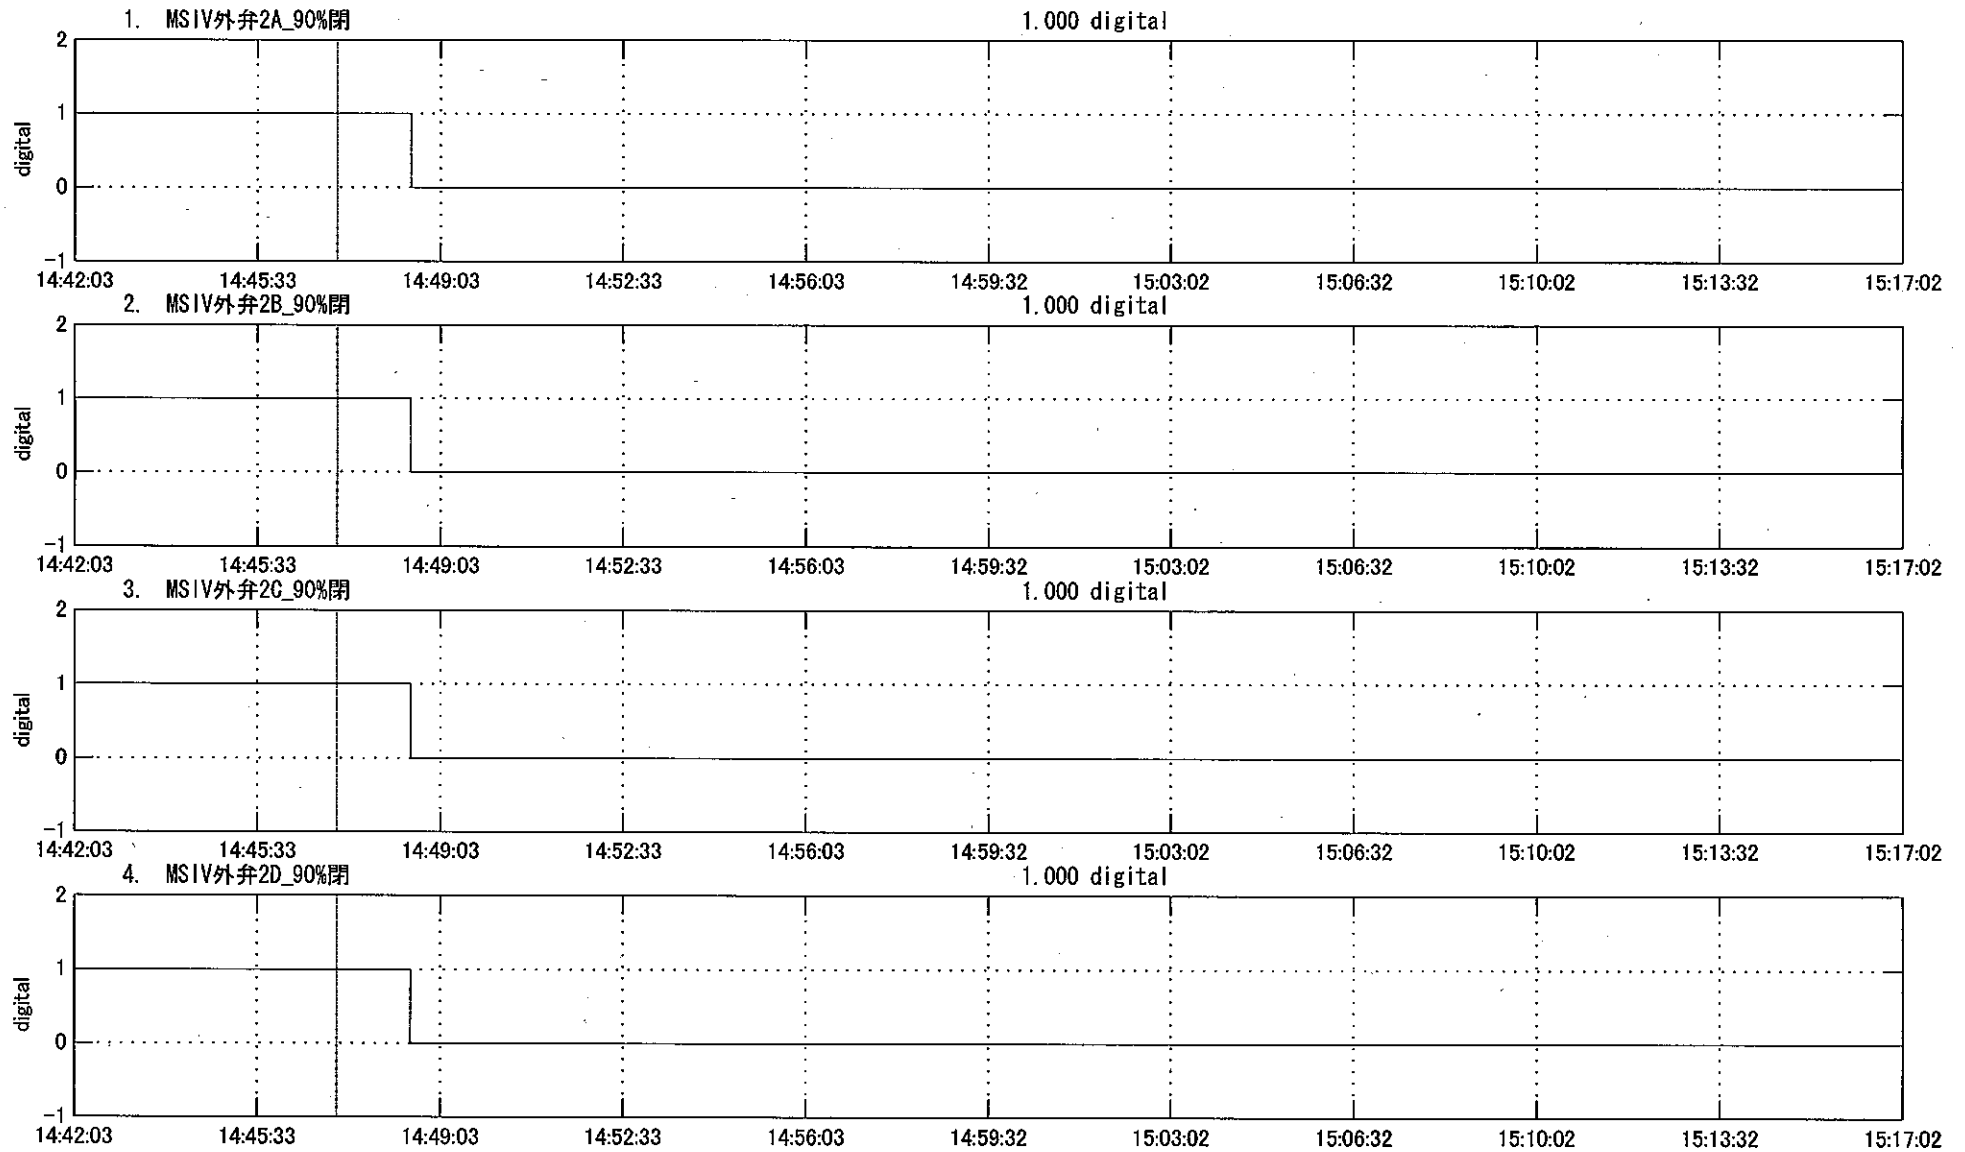 1. MSIV外弁2A_90%閉 1.000 digital
2
1
digital
0
-1
14:42:03 14:45:33 14:49:03 14:52:33 14:56:03 14:59:32 15:03:02 15:06:32 15:10:02 15:13:32 15:17:02
2. MSIV外弁2B_90%閉 1.000 digital
2
1
digital
0
-1
14:42:03 14:45:33 14:49:03 14:52:33 14:56:03 14:59:32 15:03:02 15:06:32 15:10:02 15:13:32 15:17:02
3. MSIV外弁2C_90%閉 1.000 digital
2
1
digital
0
-1
14:42:03 14:45:33 14:49:03 14:52:33 14:56:03 14:59:32 15:03:02 15:06:32 15:10:02 15:13:32 15:17:02
4. MSIV外弁2D_90%閉 1.000 digital
2
1
digital
0
-1
14:42:03 14:45:33 14:49:03 14:52:33 14:56:03 14:59:32 15:03:02 15:06:32 15:10:02 15:13:32 15:17:02